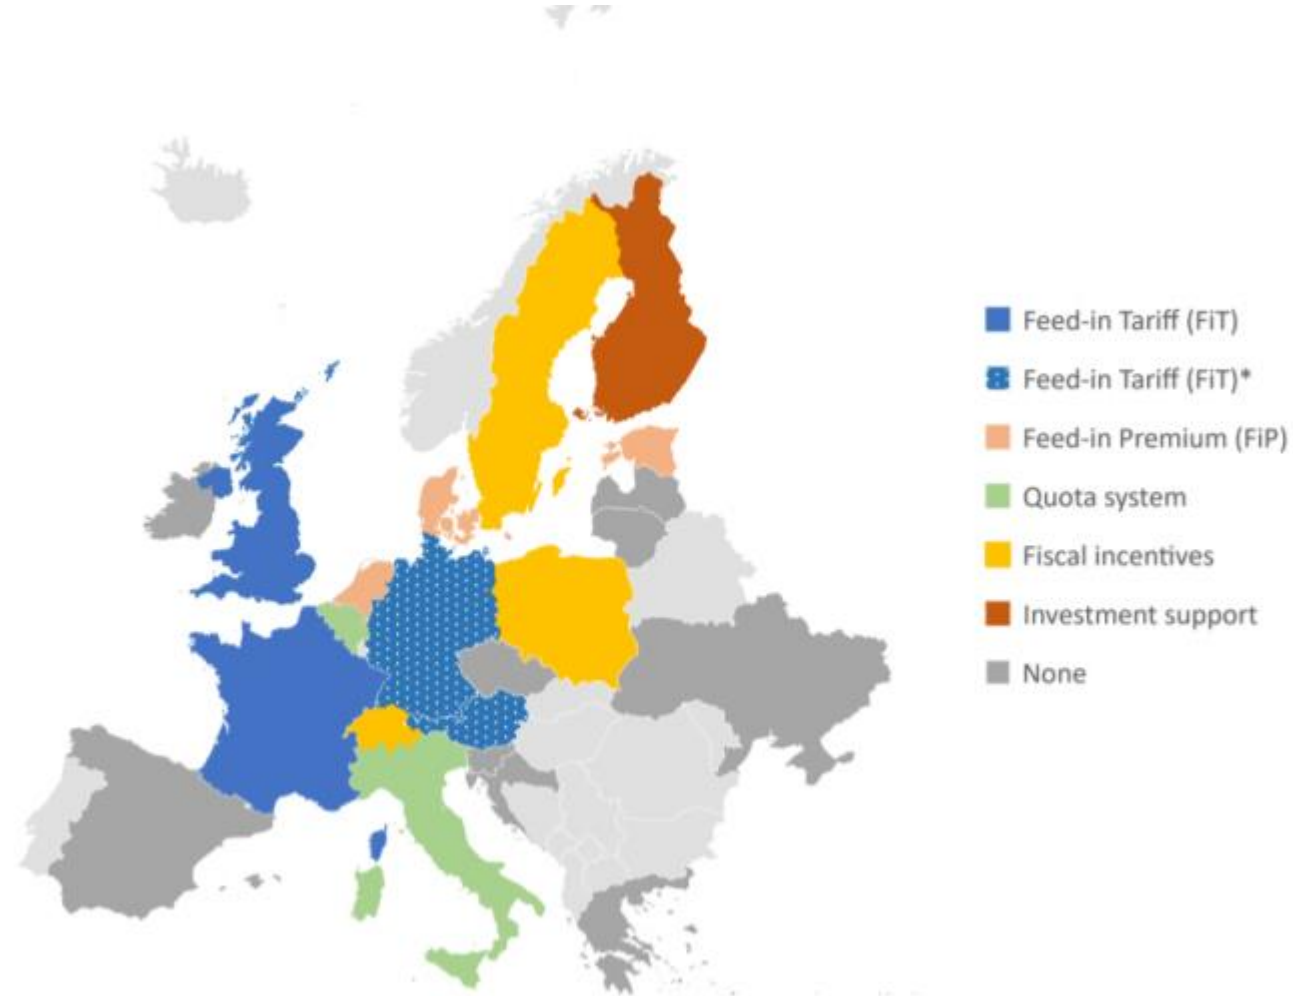 Feed-in Tariff (FiT)
Feed-in Tariff (FiT)*
Feed-in Premium (FiP)
Quota system
Fiscal incentives
Investment support
None